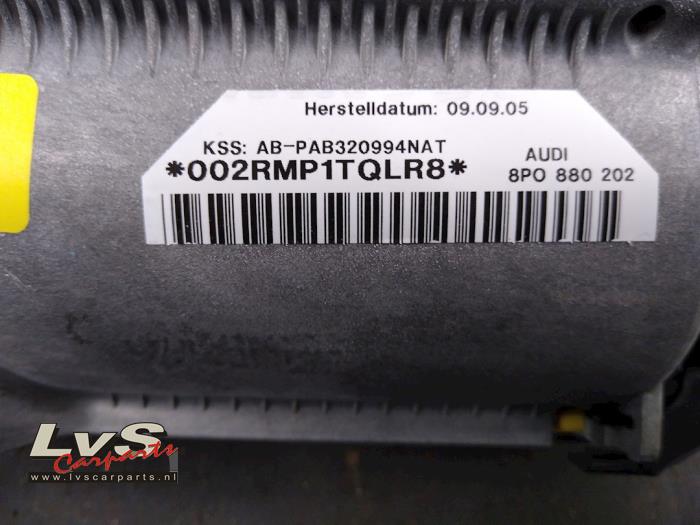 Herstelldatum: 09.09.05
KSS: AB-PAB320994NAT
*002RMP1TQLR8*
AUDI
8P0 880 202
LvS
Carparts
www.lvscarparts.nl